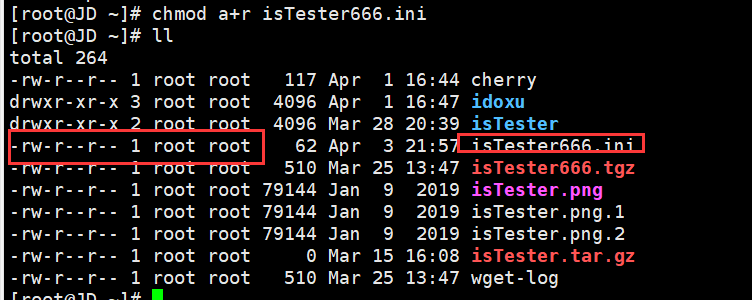 [root@JD ~]# chmod a+r isTester666.ini
[root@JD ~]# ll
total 264
-rw-r--r-- 1 root root   117 Apr  1 16:44 cherry
drwxr-xr-x 3 root root  4096 Apr  1 16:47 idoxu
drwxr-xr-x 2 root root  4096 Mar 28 20:39 isTester
-rw-r--r-- 1 root root    62 Apr  3 21:57 isTester666.ini
-rw-r--r-- 1 root root   510 Mar 25 13:47 isTester666.tgz
-rw-r--r-- 1 root root 79144 Jan  9  2019 isTester.png
-rw-r--r-- 1 root root 79144 Jan  9  2019 isTester.png.1
-rw-r--r-- 1 root root 79144 Jan  9  2019 isTester.png.2
-rw-r--r-- 1 root root     0 Mar 15 16:08 isTester.tar.gz
-rw-r--r-- 1 root root   510 Mar 25 13:47 wget-log
[root@JD ~]#